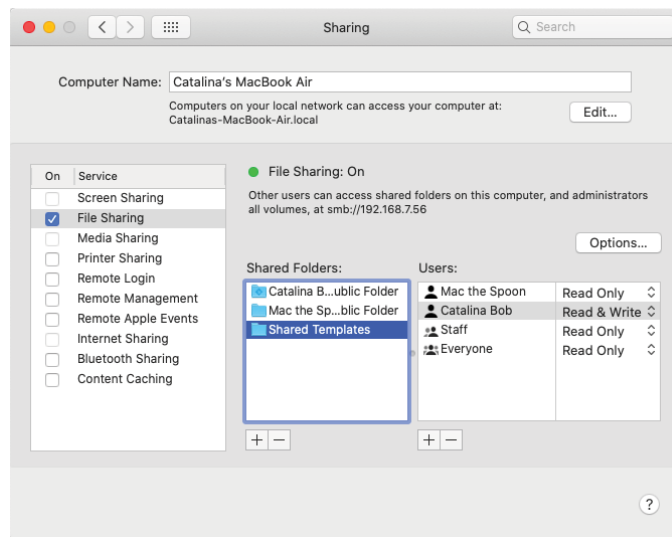 Sharing
Search
Computer Name: Catalina's MacBook Air
Computers on your local network can access your computer at:
Catalinas-MacBook-Air.local
Edit...
On Service
Screen Sharing
File Sharing
Media Sharing
Printer Sharing
Remote Login
Remote Management
Remote Apple Events
Internet Sharing
Bluetooth Sharing
Content Caching
File Sharing: On
Other users can access shared folders on this computer, and administrators
all volumes, at smb://192.168.7.56
Options...
Shared Folders:
Catalina B...ublic Folder
Mac the Sp...blic Folder
Shared Templates
+ −
Users:
Mac the Spoon Read Only
Catalina Bob Read & Write
Staff Read Only
Everyone Read Only
+ −
?